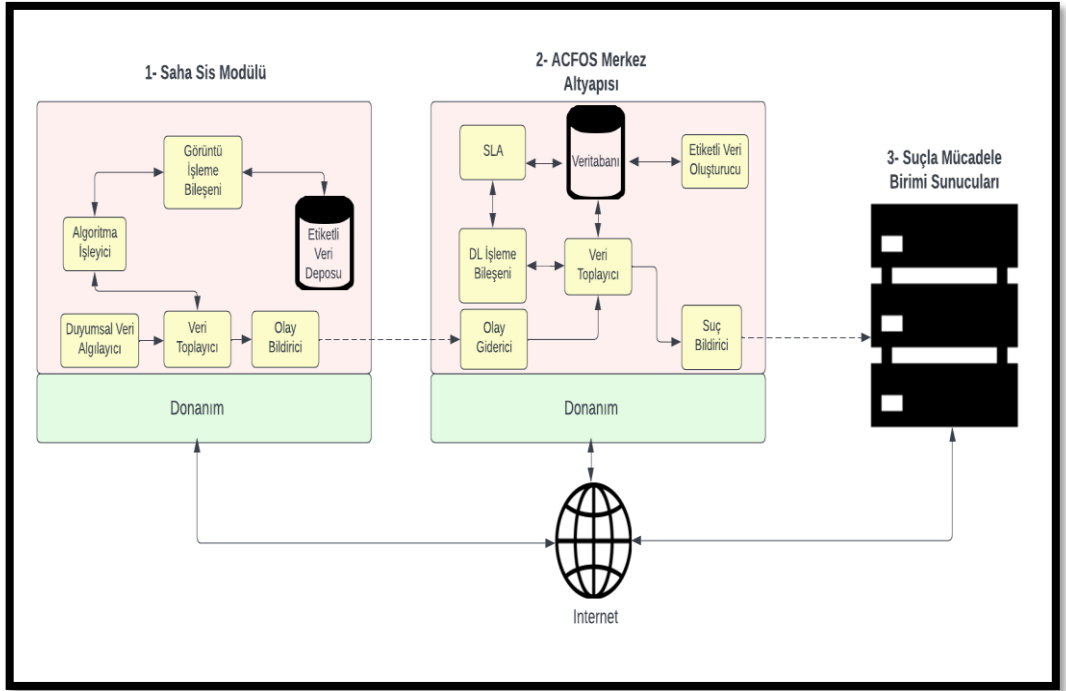 1- Saha Sis Modülü
Görüntü
İşleme
Bileşeni
Algoritma
İşleyici
Etiketli
Veri
Deposu
Duyumsal Veri
Algılayıcı
Veri
Toplayıcı
Olay
Bildirici
Donanım
2- ACFOS Merkez
Altyapısı
SLA
Veritabanı
Etiketli Veri
Oluşturucu
DL İşleme
Bileşeni
Veri
Toplayıcı
Olay
Giderici
Suç
Bildirici
Donanım
3- Suçla Mücadele
Birimi Sunucuları
Internet